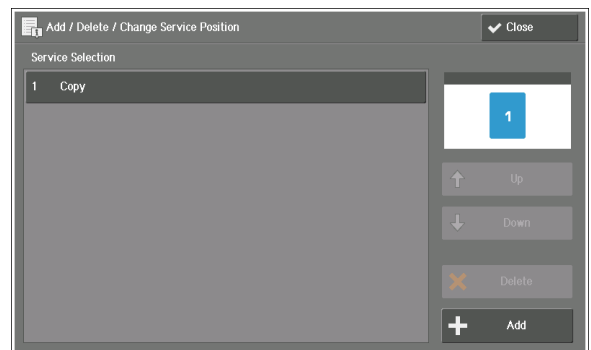 Add / Delete / Change Service Position
Close
Service Selection
1 Copy
1
Up
Down
Delete
Add